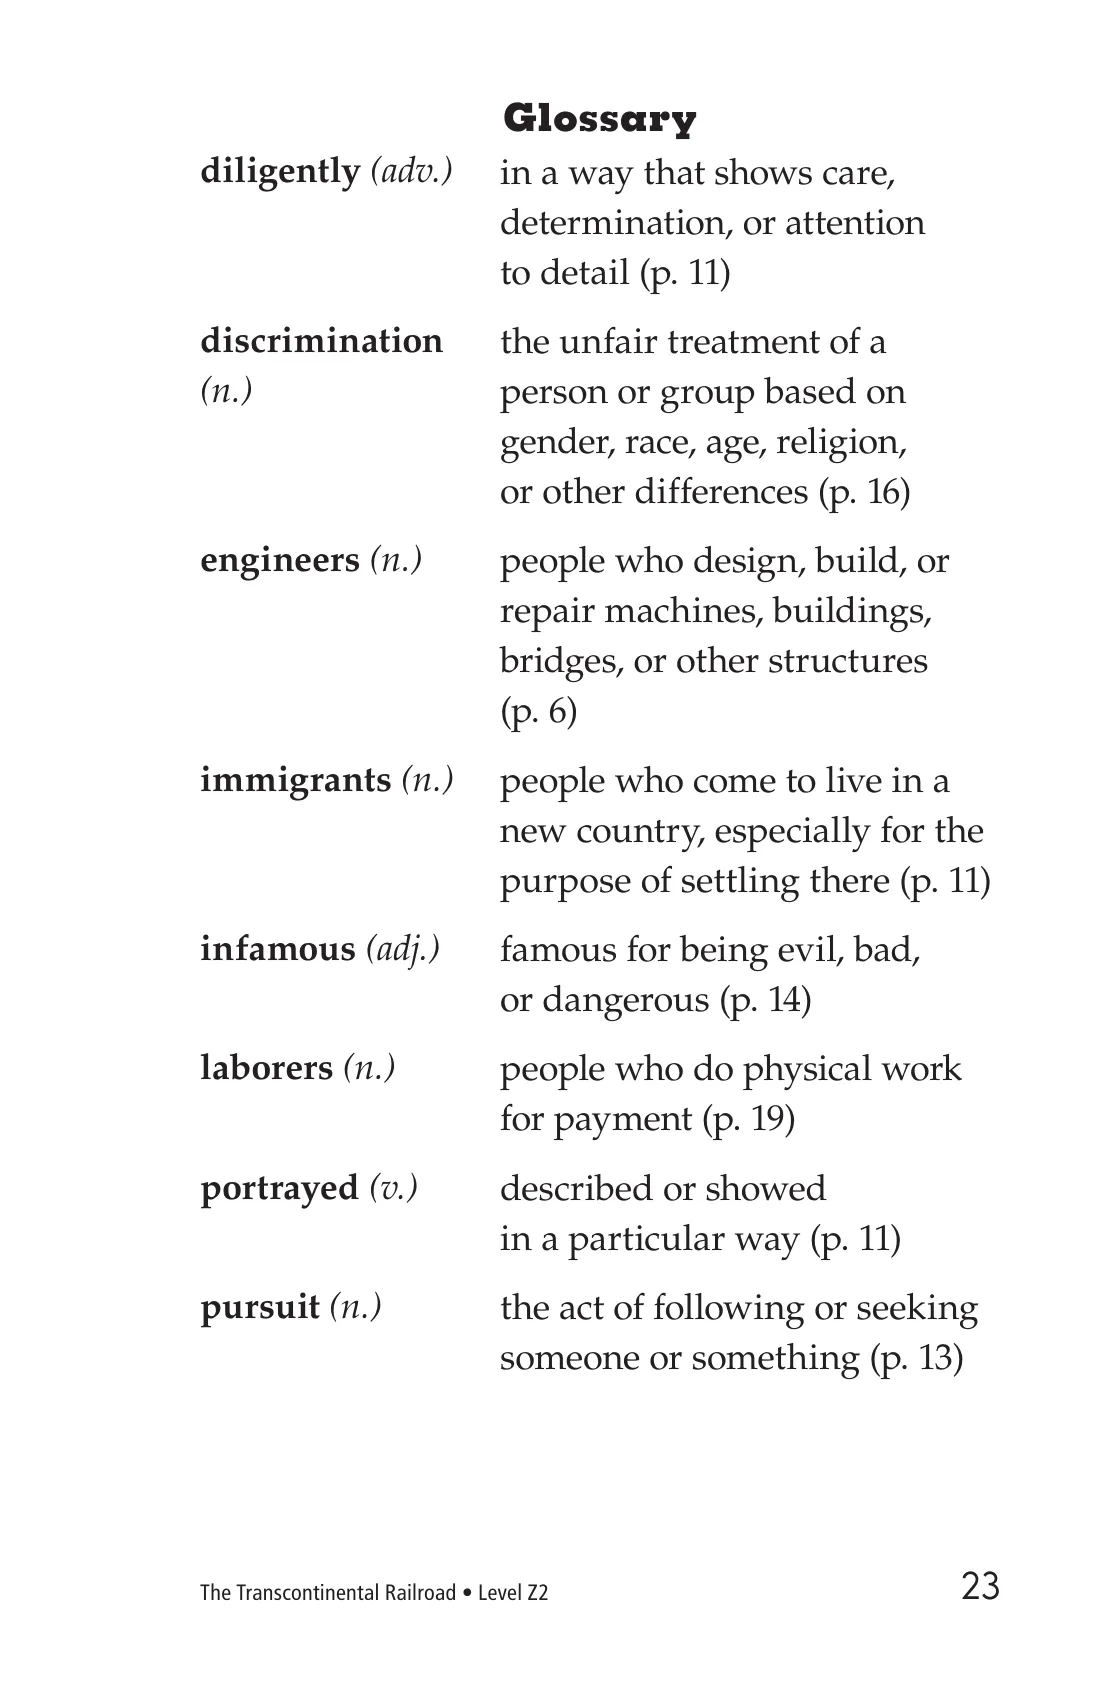 Glossary
diligently (adv.) in a way that shows care,
determination, or attention
to detail (p. 11)
discrimination the unfair treatment of a
(n.) person or group based on
gender, race, age, religion,
or other differences (p. 16)
engineers (n.) people who design, build, or
repair machines, buildings,
bridges, or other structures
(p. 6)
immigrants (n.) people who come to live in a
new country, especially for the
purpose of settling there (p. 11)
infamous (adj.) famous for being evil, bad,
or dangerous (p. 14)
laborers (n.) people who do physical work
for payment (p. 19)
portrayed (v.) described or showed
in a particular way (p. 11)
pursuit (n.) the act of following or seeking
someone or something (p. 13)
The Transcontinental Railroad • Level Z2 23